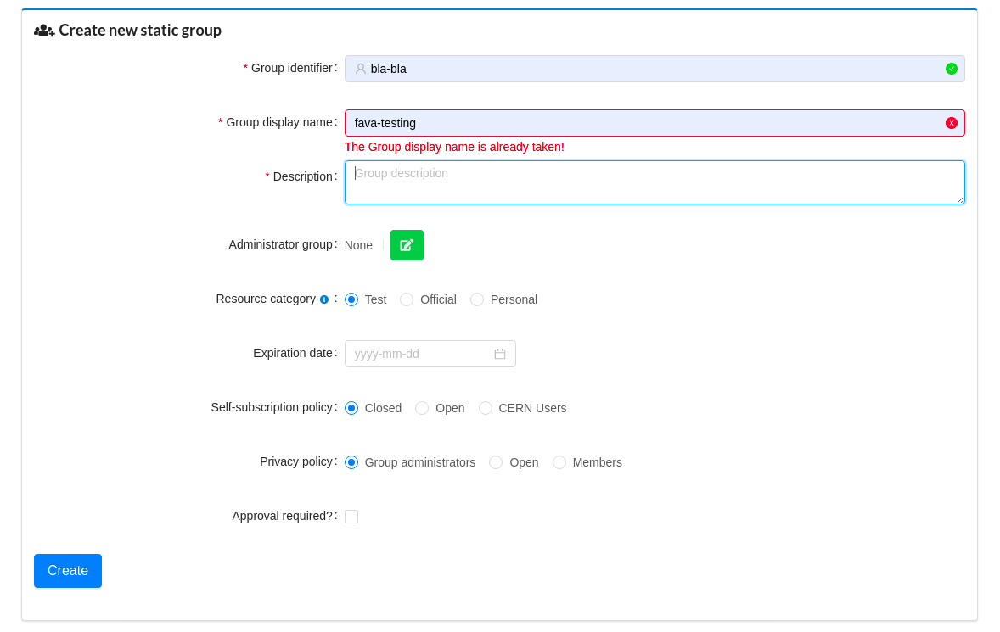 Create new static group
* Group identifier :
bla-bla
* Group display name :
fava-testing
The Group display name is already taken!
* Description :
Group description
Administrator group : None
Resource category : Test Official Personal
Expiration date : yyyy-mm-dd
Self-subscription policy : Closed Open CERN Users
Privacy policy : Group administrators Open Members
Approval required? :
Create